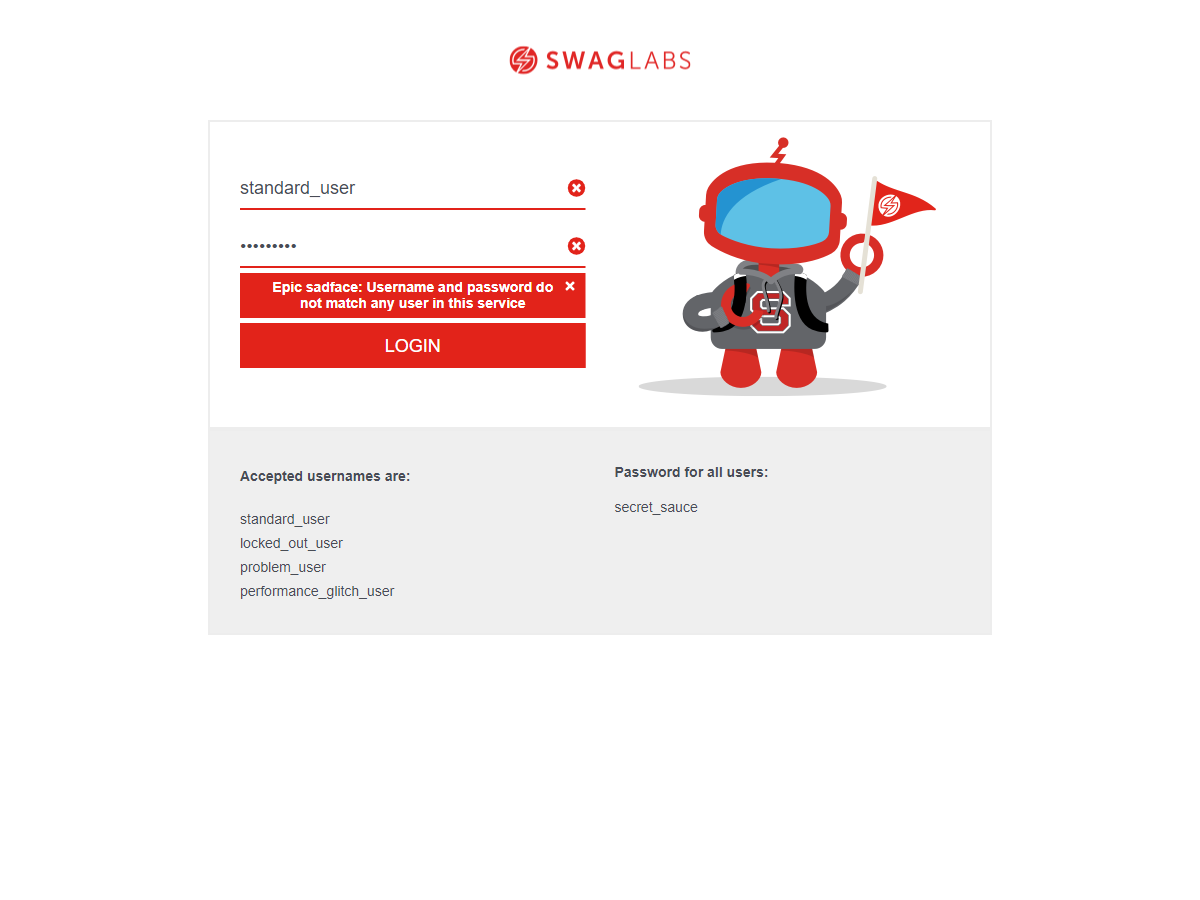 SWAGLABS
standard_user
•••••••••
Epic sadface: Username and password do
not match any user in this service
LOGIN
S
Accepted usernames are:
standard_user
locked_out_user
problem_user
performance_glitch_user
Password for all users:
secret_sauce